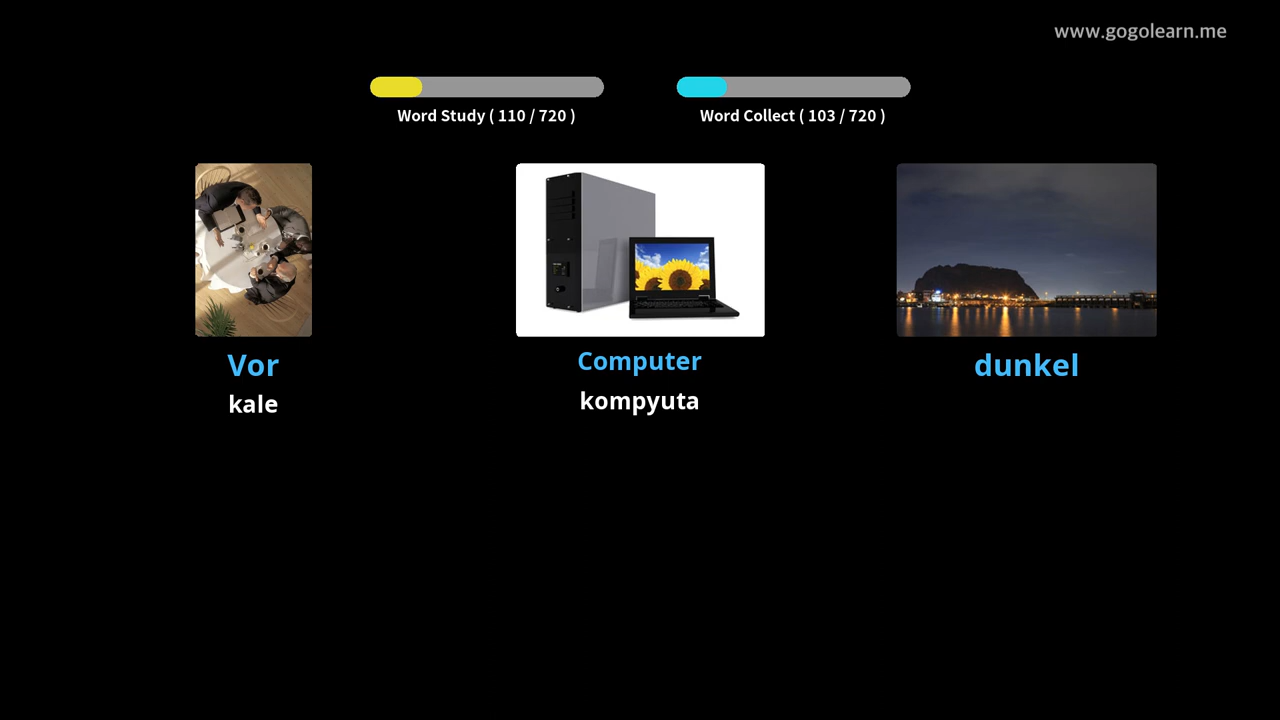 www.gogolearn.me
Word Study ( 110 / 720 )
Word Collect ( 103 / 720 )
Vor
kale
Computer
kompyuta
dunkel